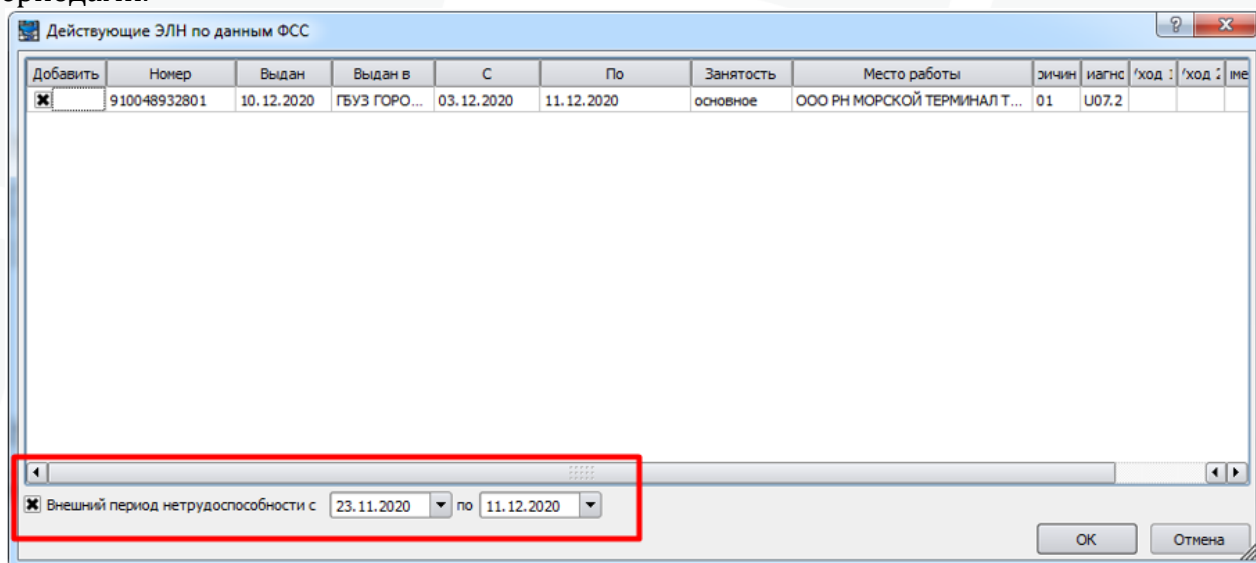 Действующие ЭЛН по данным ФСС
Добавить Номер Выдан Выдан в С По Занятость Место работы
910048932801 10.12.2020 ГБУЗ ГОРО... 03.12.2020 11.12.2020 основное ООО РН МОРСКОЙ ТЕРМИНАЛ Т... 01 U07.2
Внешний период нетрудоспособности с 23.11.2020 по 11.12.2020
OK Отмена